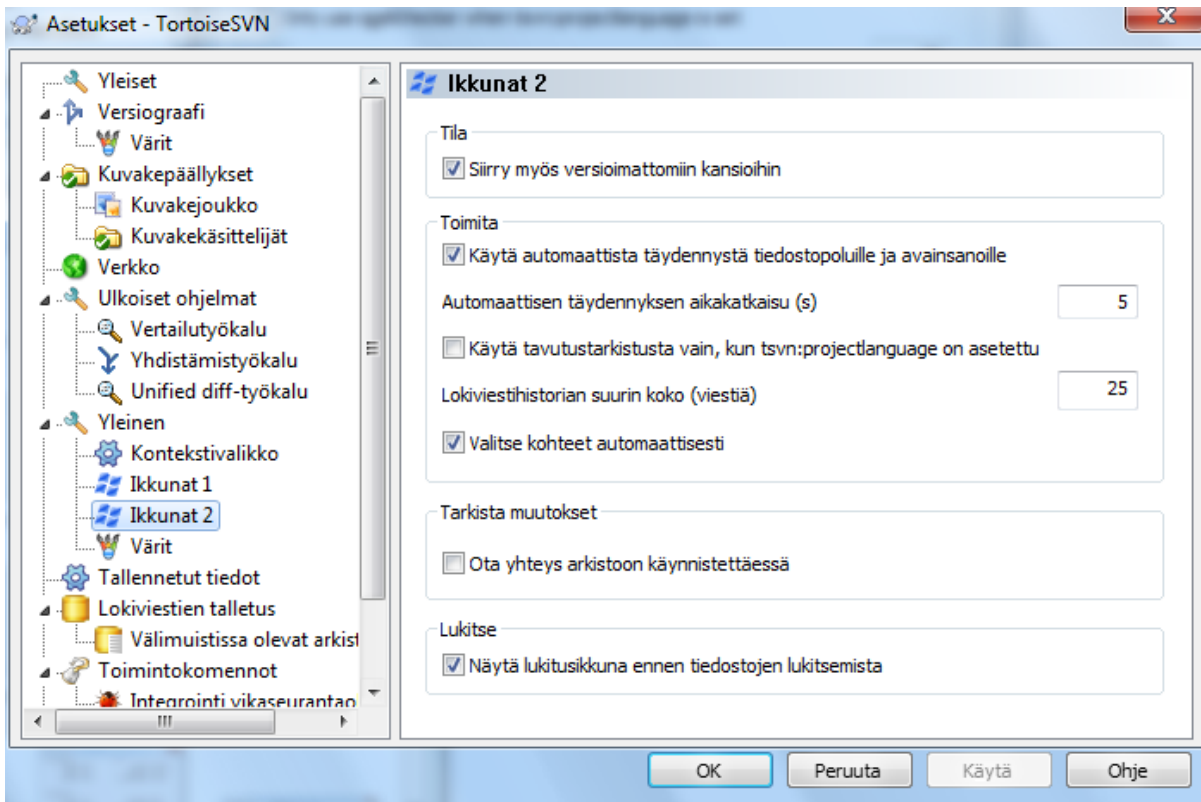 Asetukset - TortoiseSVN
Yleiset
Versiograafi
Värit
Kuvakepäällykset
Kuvakejoukko
Kuvakekäsittelijät
Verkko
Ulkoiset ohjelmat
Vertailutyökalu
Yhdistämistyökalu
Unified diff-työkalu
Yleinen
Kontekstivalikko
Ikkunat 1
Ikkunat 2
Värit
Tallennetut tiedot
Lokiviestien talletus
Välimuistissa olevat arkist
Toimintokomennot
Integrointi vikaseurantao
Ikkunat 2
Tila
Siirry myös versioimattomiin kansioihin
Toimita
Käytä automaattista täydennystä tiedostopoluille ja avainsanoille
Automaattisen täydennyksen aikakatkaisu (s) 5
Käytä tavutustarkistusta vain, kun tsvn:projectlanguage on asetettu
Lokiviestihistorian suurin koko (viestiä) 25
Valitse kohteet automaattisesti
Tarkista muutokset
Ota yhteys arkistoon käynnistettäessä
Lukitse
Näytä lukitusikkuna ennen tiedostojen lukitsemista
OK Peruuta Käytä Ohje